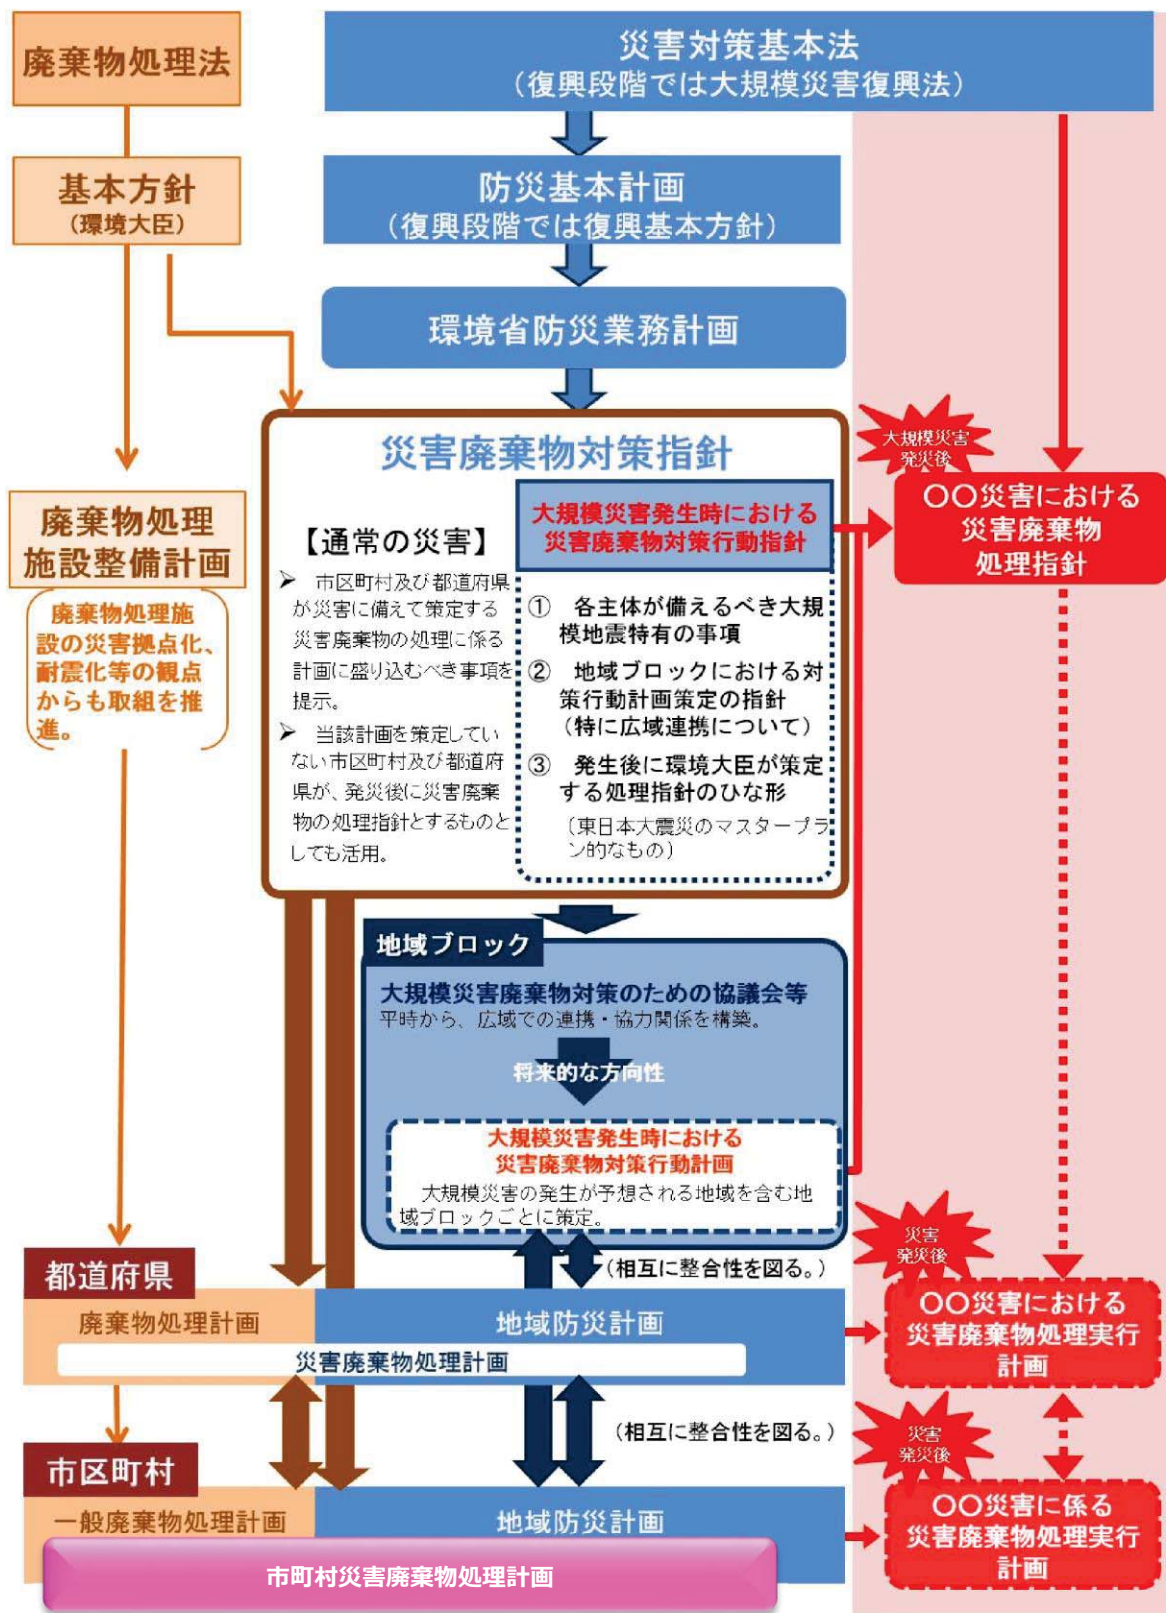 廃棄物処理法
災害対策基本法
（復興段階では大規模災害復興法）
基本方針
（環境大臣）
防災基本計画
（復興段階では復興基本方針）
環境省防災業務計画
災害廃棄物対策指針
【通常の災害】
➢ 市区町村及び都道府県
が災害に備えて策定する
災害廃棄物の処理に係る
計画に盛り込むべき事項を
提示。
➢ 当該計画を策定してい
ない市区町村及び都道府
県が、発災後に災害廃棄
物の処理指針とするものと
しても活用。
大規模災害発生時における
災害廃棄物対策行動指針
① 各主体が備えるべき大規
模地震特有の事項
② 地域ブロックにおける対
策行動計画策定の指針
（特に広域連携について）
③ 発生後に環境大臣が策定
する処理指針のひな形
（東日本大震災のマスタープラ
ン的なもの）
大規模災害
発災後
〇〇災害における
災害廃棄物
処理指針
廃棄物処理
施設整備計画
廃棄物処理施
設の災害拠点化、
耐震化等の観点
からも取組を推
進。
地域ブロック
大規模災害廃棄物対策のための協議会等
平時から、広域での連携・協力関係を構築。
将来的な方向性
大規模災害発生時における
災害廃棄物対策行動計画
大規模災害の発生が予想される地域を含む地
域ブロックごとに策定。
（相互に整合性を図る。）
都道府県
廃棄物処理計画
地域防災計画
災害廃棄物処理計画
災害
発災後
〇〇災害における
災害廃棄物処理実行
計画
（相互に整合性を図る。）
市区町村
一般廃棄物処理計画
地域防災計画
市町村災害廃棄物処理計画
災害
発災後
〇〇災害に係る
災害廃棄物処理実行
計画